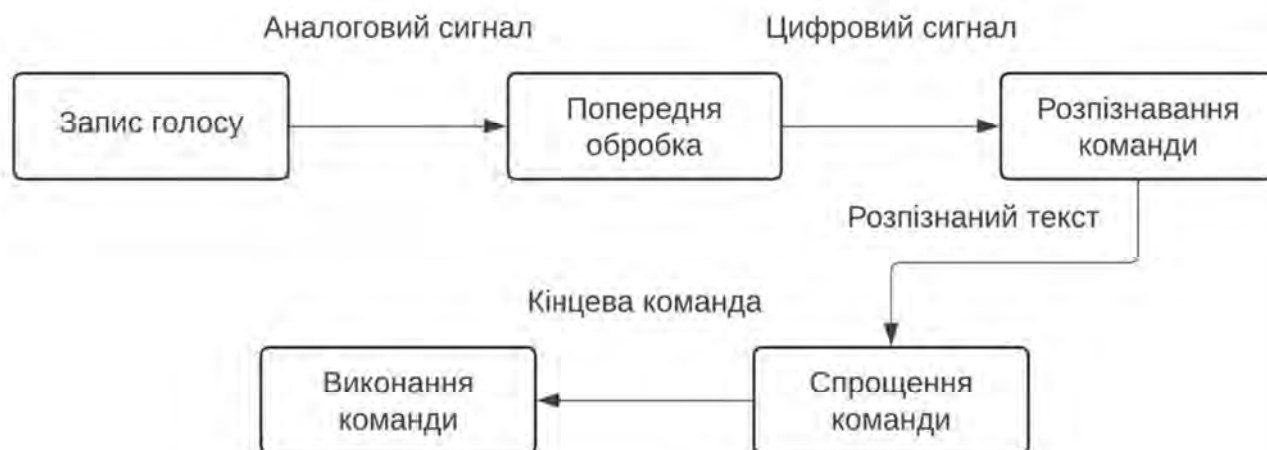 Аналоговий сигнал
Цифровий сигнал
Запис голосу
Попередня
обробка
Розпізнавання
команди
Розпізнаний текст
Кінцева команда
Виконання
команди
Спрощення
команди